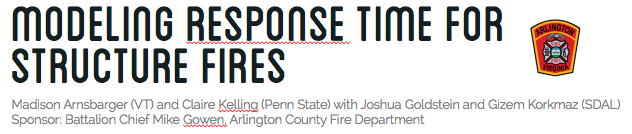 MODELING RESPONSE TIME FOR
STRUCTURE FIRES
ARLINGTON
VIRGINIA
Madison Arnsbarger (VT) and Claire Kelling (Penn State) with Joshua Goldstein and Gizem Korkmaz (SDAL)
Sponsor: Battalion Chief Mike Gowen, Arlington County Fire Department